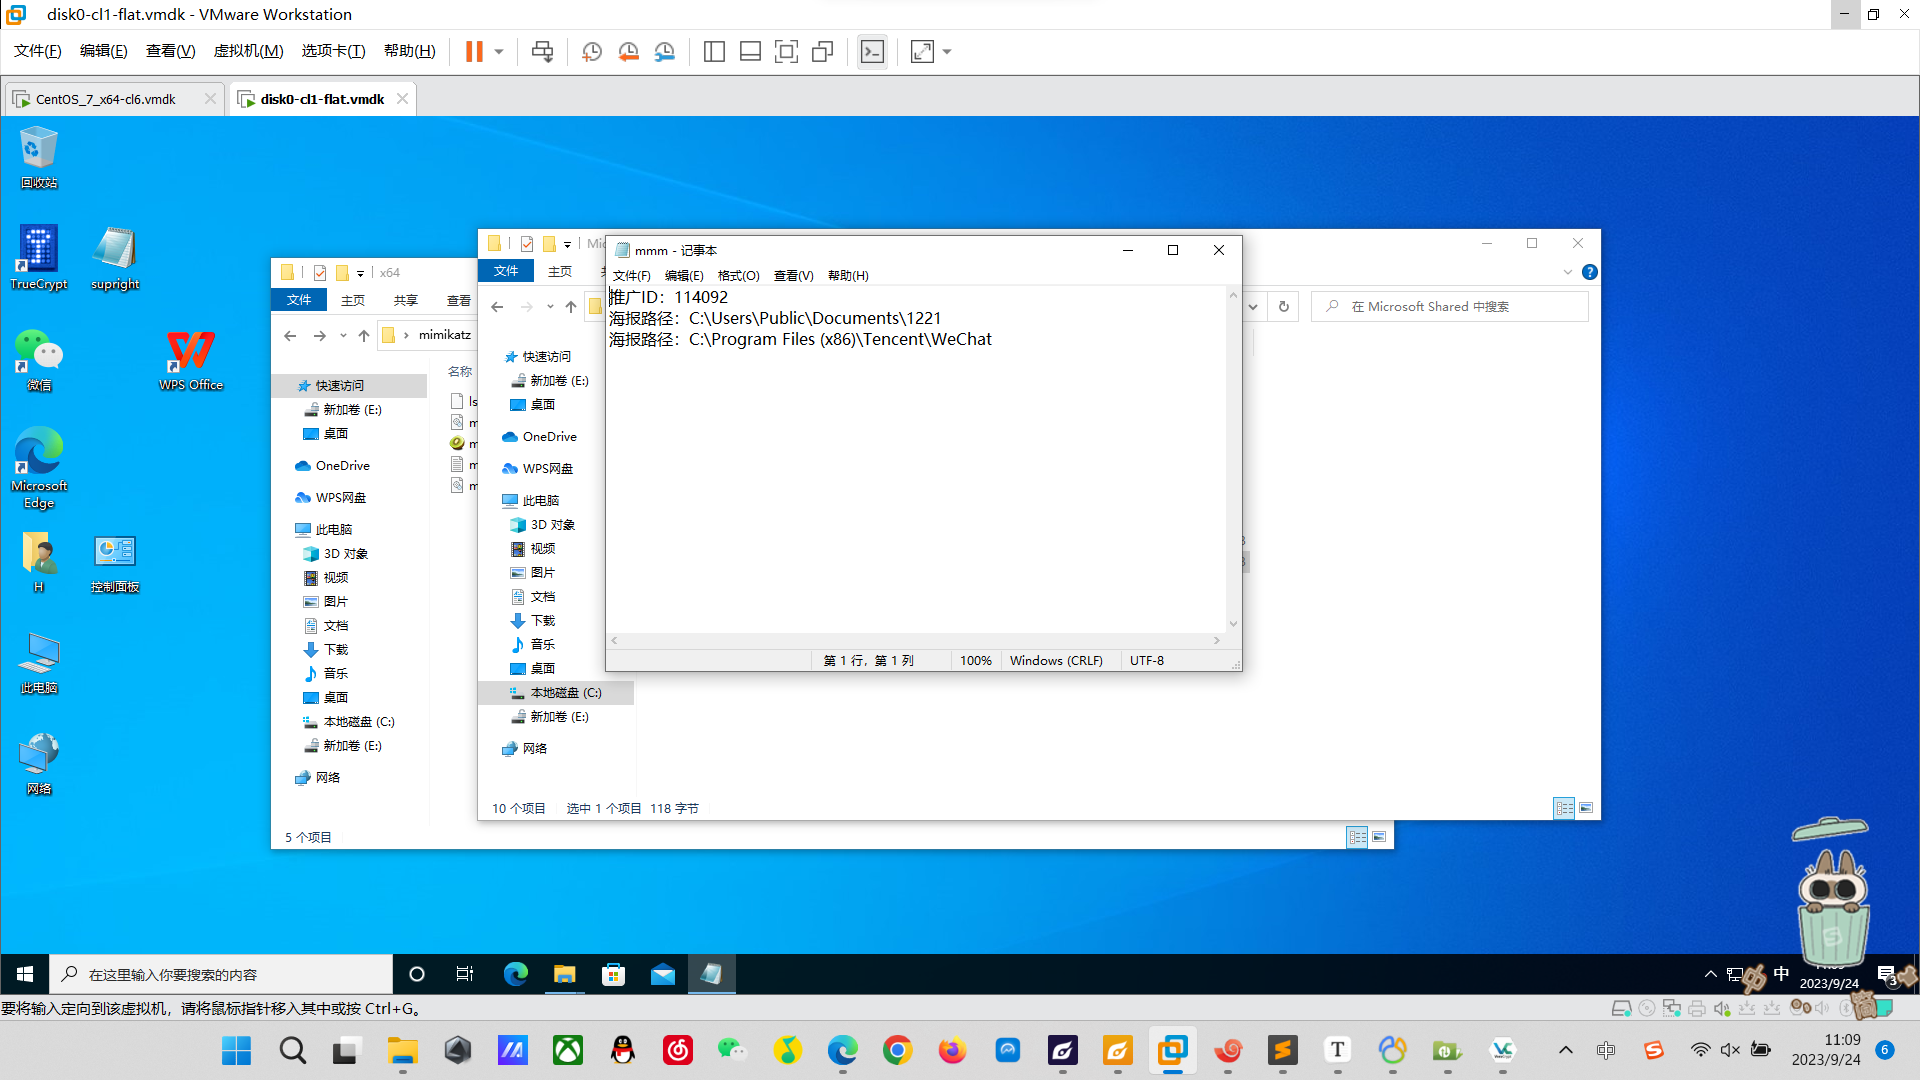 disk0-cl1-flat.vmdk - VMware Workstation
文件(F) 编辑(E) 查看(V) 虚拟机(M) 选项卡(T) 帮助(H)
CentOS_7_x64-cl6.vmdk
disk0-cl1-flat.vmdk
回收站
TrueCrypt
supright
微信
WPS Office
Microsoft Edge
H
控制面板
此电脑
网络
x64
文件 主页 共享 查看
mimikatz
名称
快速访问
新加卷 (E:)
桌面
OneDrive
WPS网盘
此电脑
3D 对象
视频
图片
文档
下载
音乐
桌面
本地磁盘 (C:)
新加卷 (E:)
网络
5 个项目
文件 主页
在 Microsoft Shared 中搜索
快速访问
新加卷 (E:)
桌面
OneDrive
WPS网盘
此电脑
3D 对象
视频
图片
文档
下载
音乐
桌面
本地磁盘 (C:)
新加卷 (E:)
网络
10 个项目 选中 1 个项目 118 字节
mmm - 记事本
文件(F) 编辑(E) 格式(O) 查看(V) 帮助(H)
推广ID：114092
海报路径：C:\Users\Public\Documents\1221
海报路径：C:\Program Files (x86)\Tencent\WeChat
第 1 行，第 1 列 100% Windows (CRLF) UTF-8
在这里输入你要搜索的内容
中
2023/9/24
3
要将输入定向到该虚拟机，请将鼠标指针移入其中或按 Ctrl+G。
中
11:09
2023/9/24
6